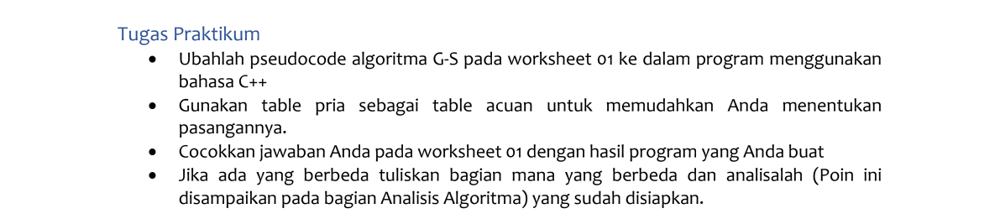 Tugas Praktikum
• Ubahlah pseudocode algoritma G-S pada worksheet 01 ke dalam program menggunakan
bahasa C++
• Gunakan table pria sebagai table acuan untuk memudahkan Anda menentukan
pasangannya.
• Cocokkan jawaban Anda pada worksheet 01 dengan hasil program yang Anda buat
• Jika ada yang berbeda tuliskan bagian mana yang berbeda dan analisalah (Poin ini
disampaikan pada bagian Analisis Algoritma) yang sudah disiapkan.